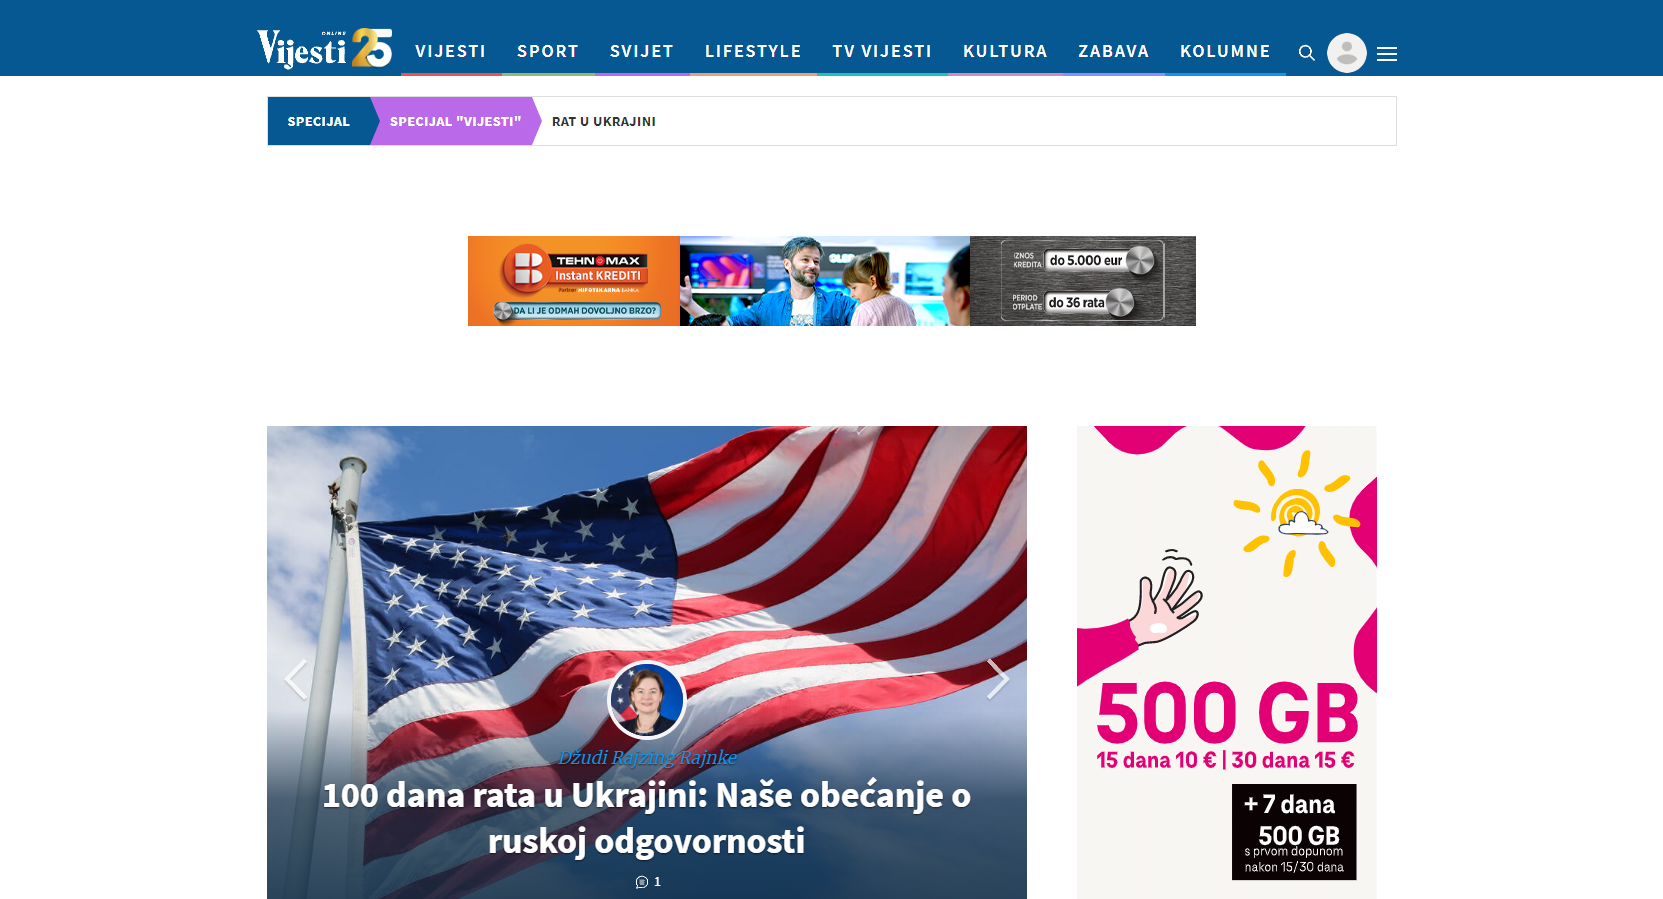 Vijesti ONLINE 25
VIJESTI SPORT SVIJET LIFESTYLE TV VIJESTI KULTURA ZABAVA KOLUMNE
SPECIJAL SPECIJAL "VIJESTI" RAT U UKRAJINI
TEHNOMAX
Instant KREDITI
Partner: HIPOTEKARNA BANKA
DA LI JE ODMAH DOVOLJNO BRZO?
IZNOS
KREDITA
do 5.000 eur
PERIOD
OTPLATE
do 36 rata
Džudi Rajzing Rajnke
100 dana rata u Ukrajini: Naše obećanje o
ruskoj odgovornosti
1
500 GB
15 dana 10 € | 30 dana 15 €
+ 7 dana
500 GB
s prvom dopunom
nakon 15/30 dana